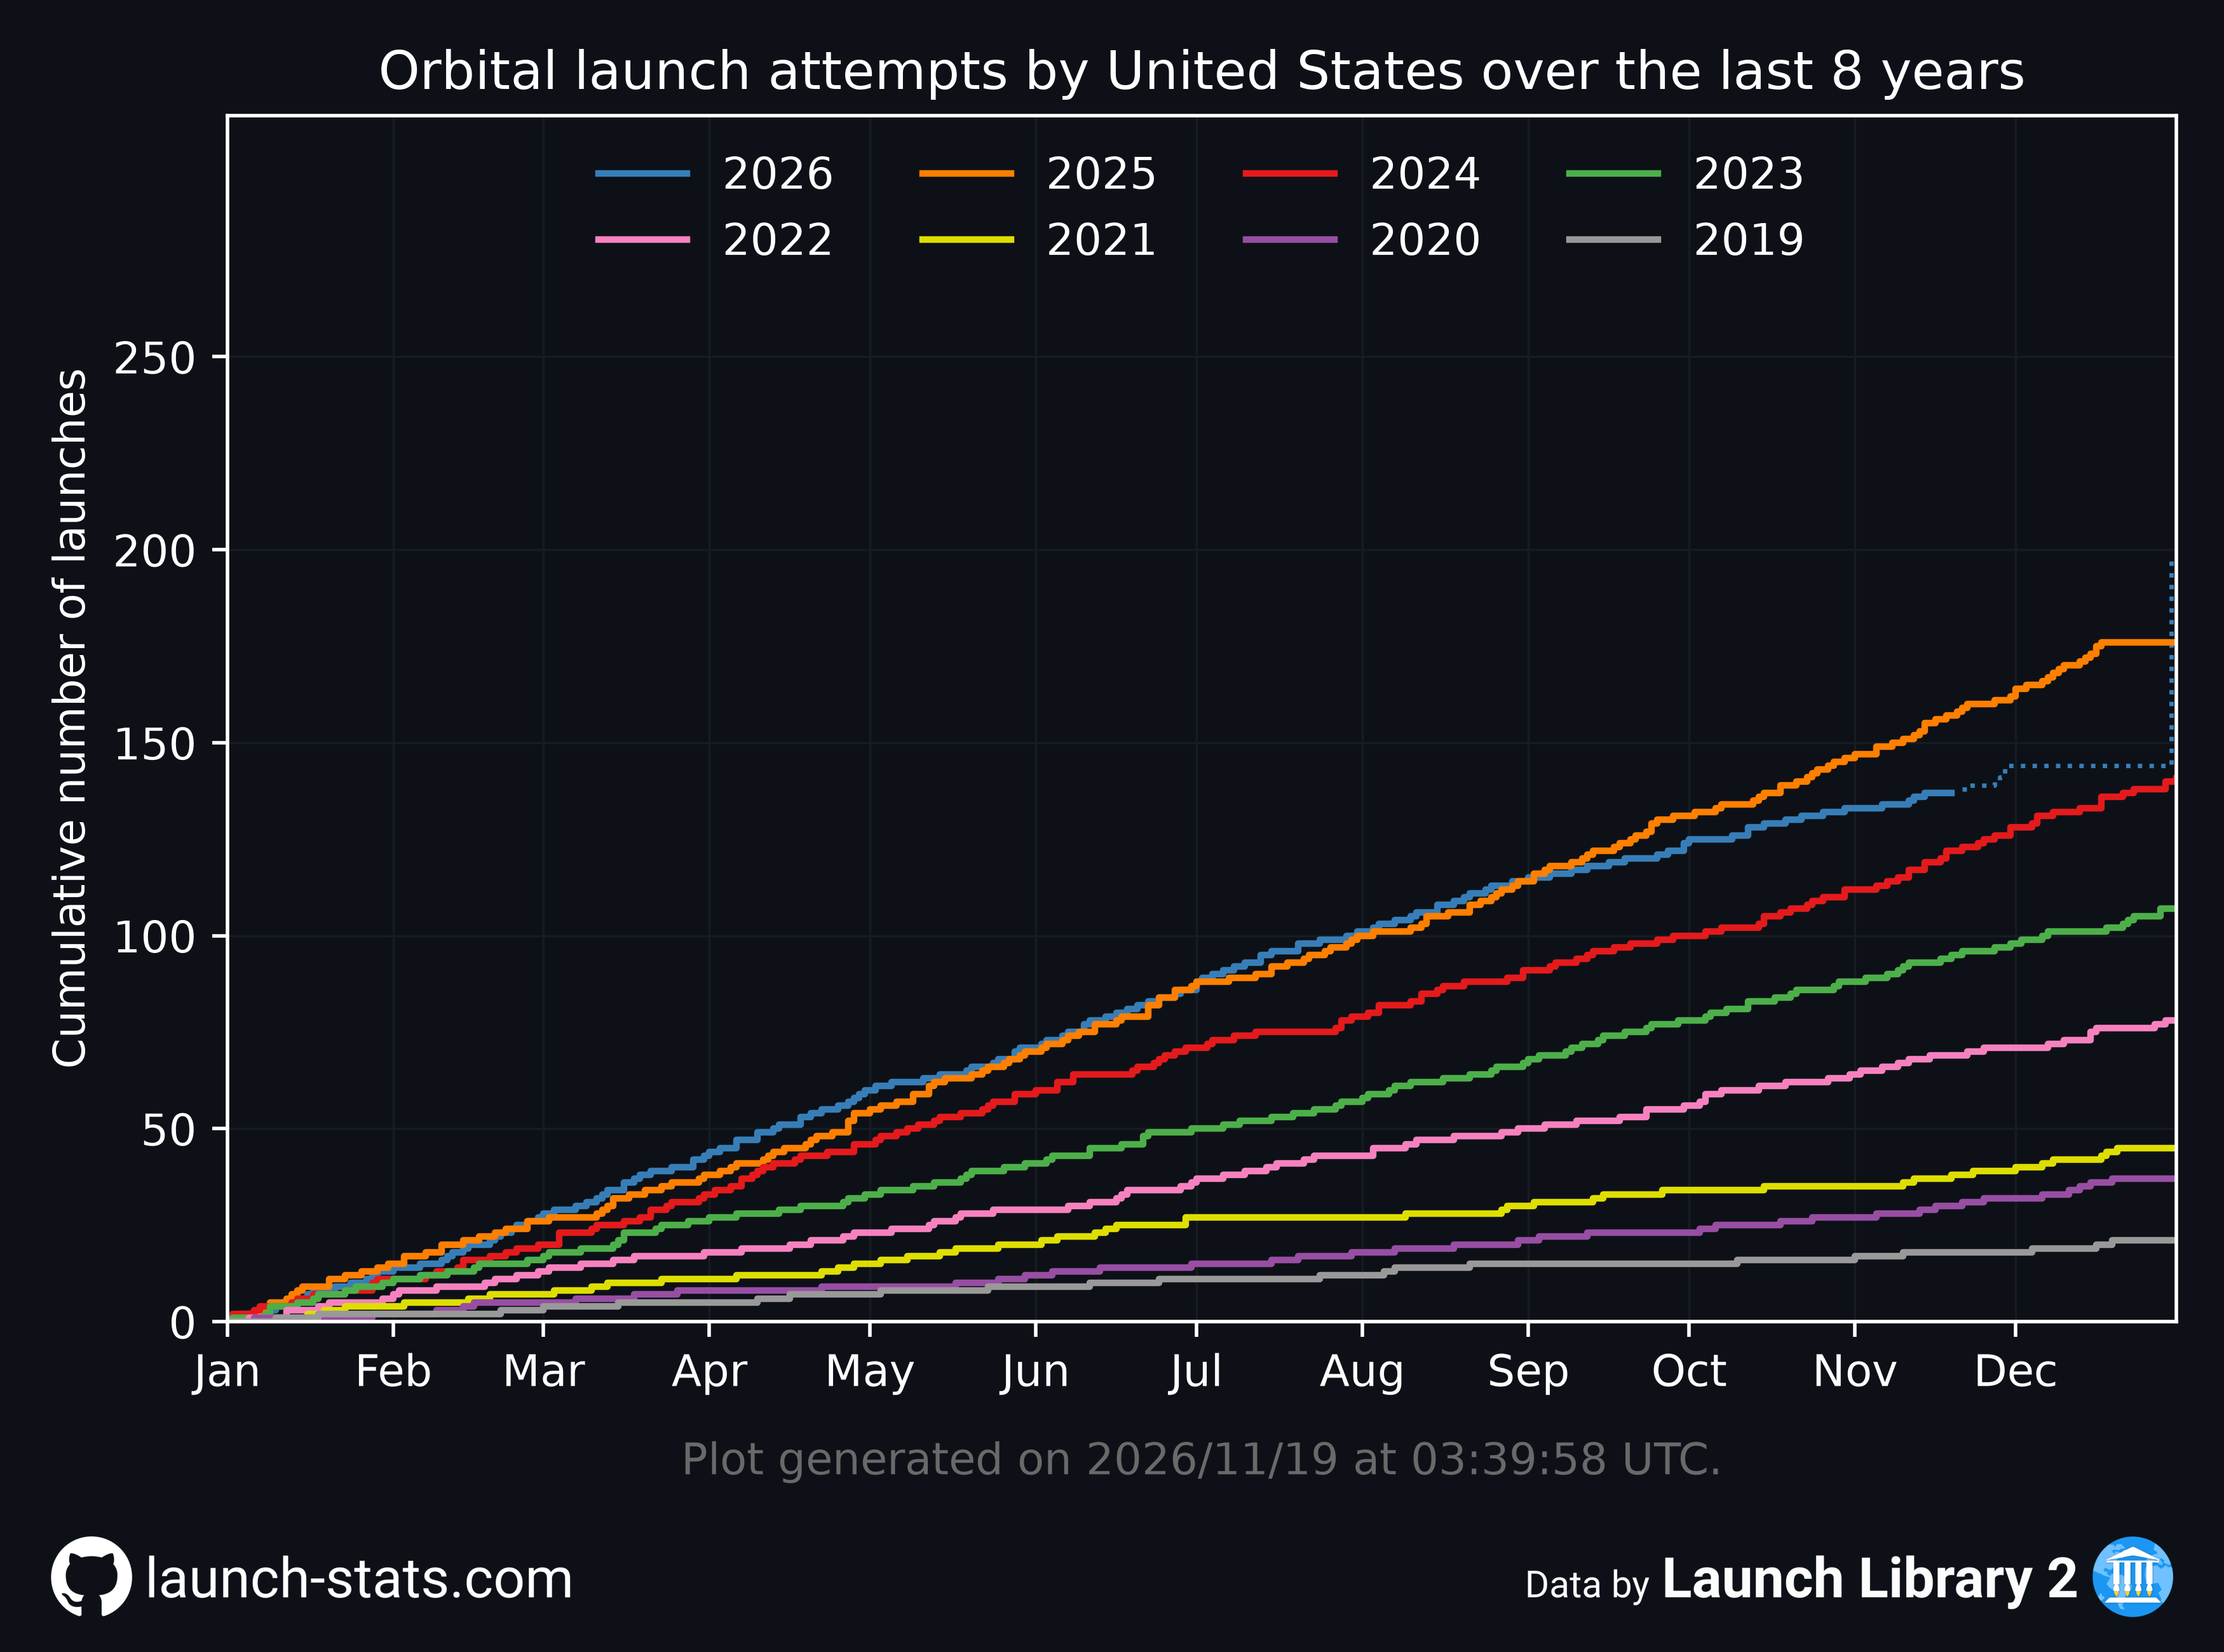 Orbital launch attempts by United States over the last 8 years
2026 2025 2024 2023
2022 2021 2020 2019
Cumulative number of launches
250
200
150
100
50
0
Jan Feb Mar Apr May Jun Jul Aug Sep Oct Nov Dec
Plot generated on 2026/11/19 at 03:39:58 UTC.
launch-stats.com
Data by Launch Library 2